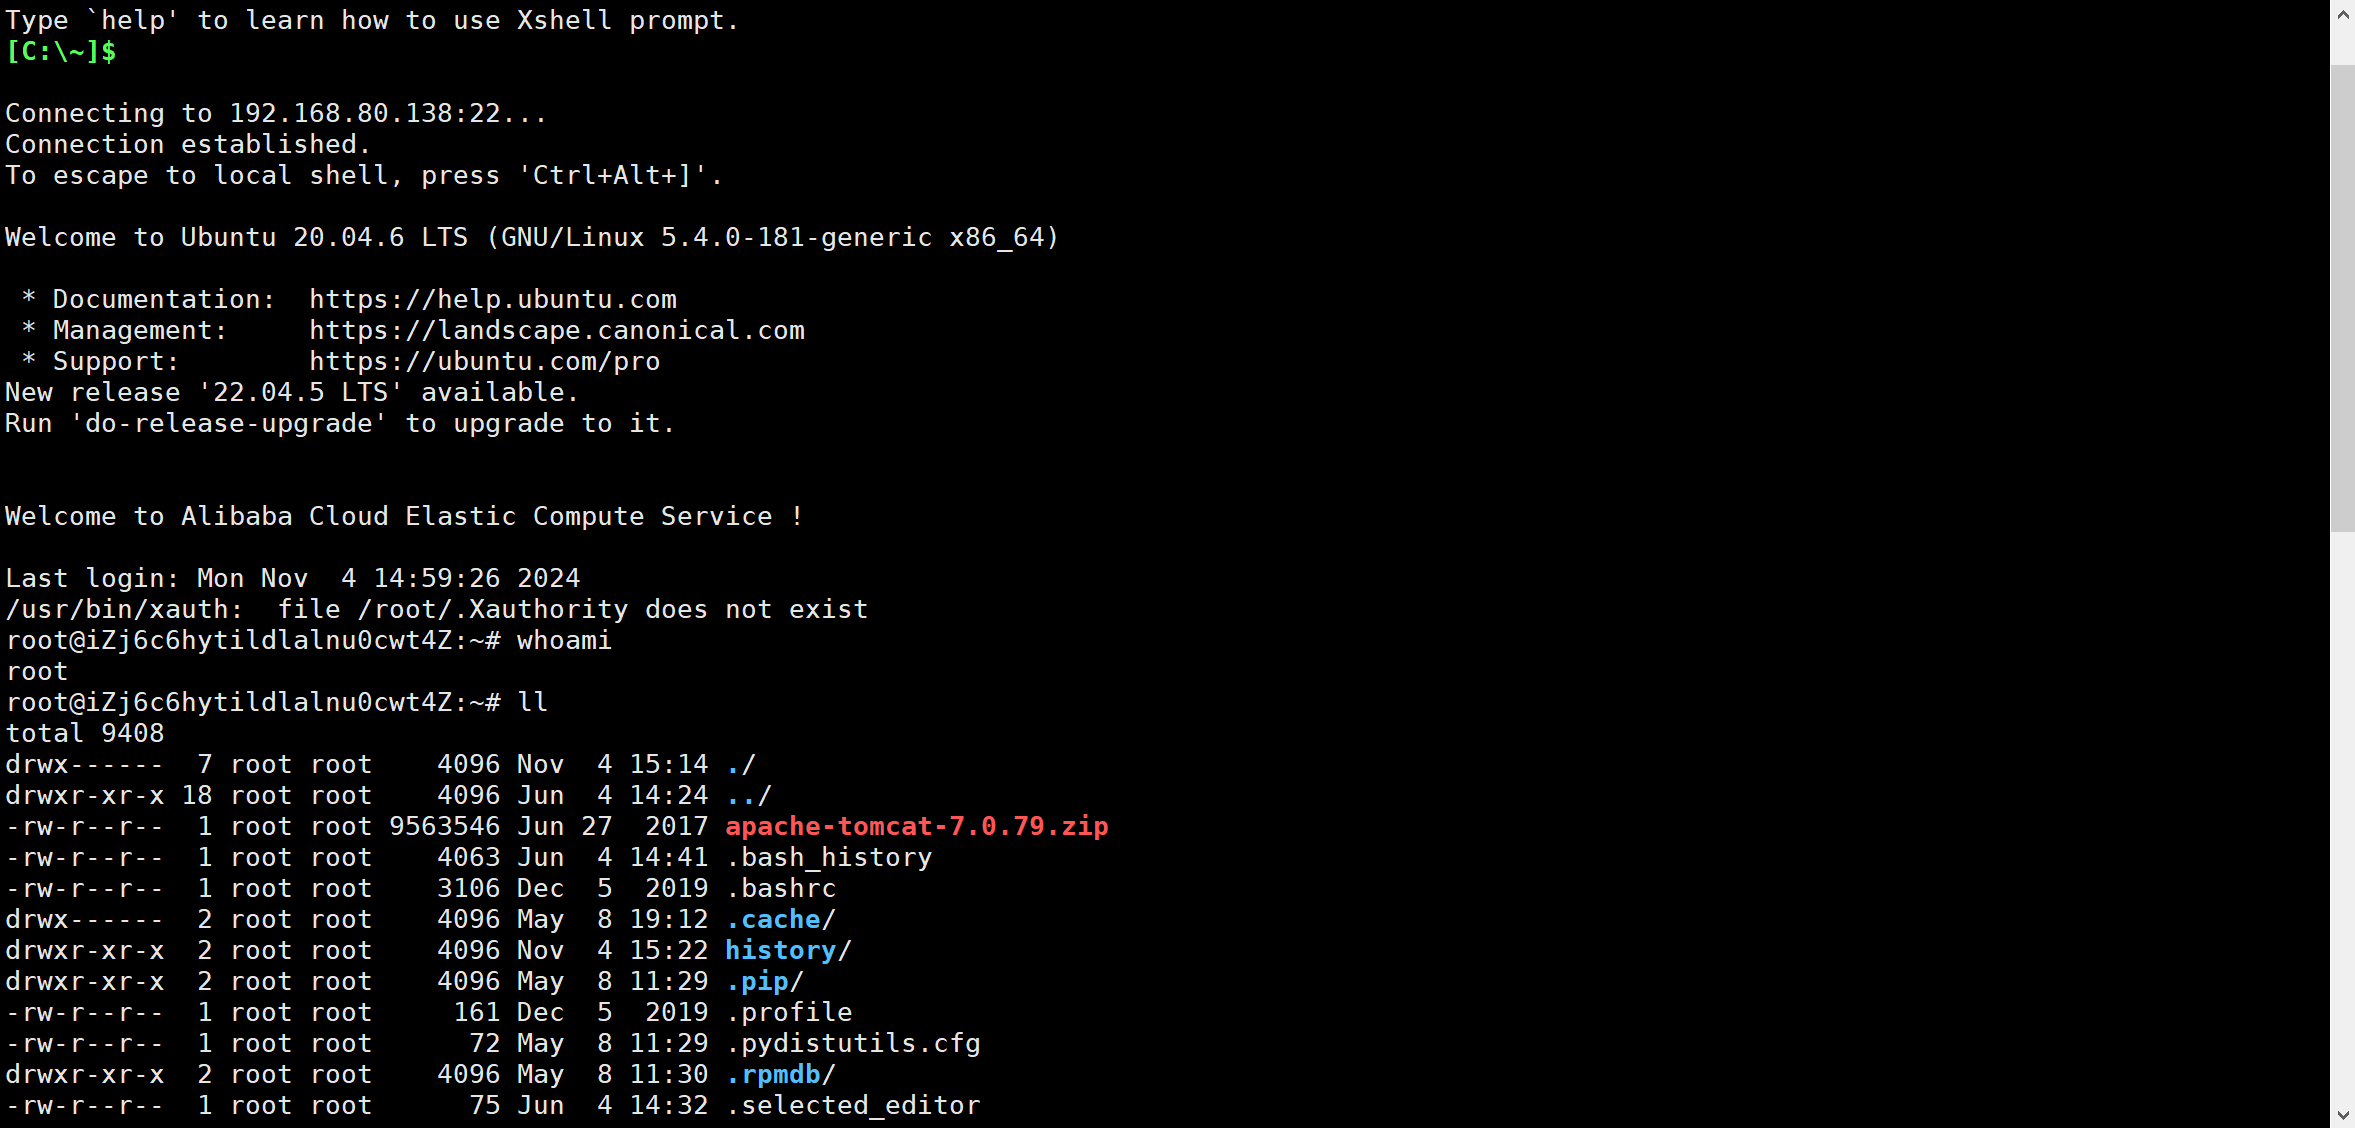 Type `help' to learn how to use Xshell prompt.
[C:\~]$

Connecting to 192.168.80.138:22...
Connection established.
To escape to local shell, press 'Ctrl+Alt+]'.

Welcome to Ubuntu 20.04.6 LTS (GNU/Linux 5.4.0-181-generic x86_64)

 * Documentation:  https://help.ubuntu.com
 * Management:     https://landscape.canonical.com
 * Support:        https://ubuntu.com/pro
New release '22.04.5 LTS' available.
Run 'do-release-upgrade' to upgrade to it.


Welcome to Alibaba Cloud Elastic Compute Service !

Last login: Mon Nov  4 14:59:26 2024
/usr/bin/xauth:  file /root/.Xauthority does not exist
root@iZj6c6hytildlalnu0cwt4Z:~# whoami
root
root@iZj6c6hytildlalnu0cwt4Z:~# ll
total 9408
drwx------  7 root root    4096 Nov  4 15:14 ./
drwxr-xr-x 18 root root    4096 Jun  4 14:24 ../
-rw-r--r--  1 root root 9563546 Jun 27  2017 apache-tomcat-7.0.79.zip
-rw-r--r--  1 root root    4063 Jun  4 14:41 .bash_history
-rw-r--r--  1 root root    3106 Dec  5  2019 .bashrc
drwx------  2 root root    4096 May  8 19:12 .cache/
drwxr-xr-x  2 root root    4096 Nov  4 15:22 history/
drwxr-xr-x  2 root root    4096 May  8 11:29 .pip/
-rw-r--r--  1 root root     161 Dec  5  2019 .profile
-rw-r--r--  1 root root      72 May  8 11:29 .pydistutils.cfg
drwxr-xr-x  2 root root    4096 May  8 11:30 .rpmdb/
-rw-r--r--  1 root root      75 Jun  4 14:32 .selected_editor